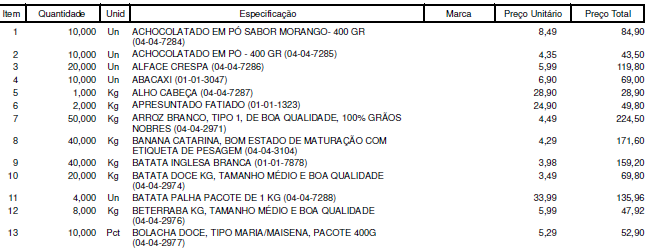 Item Quantidade Unid Especificação Marca Preço Unitário Preço Total
1 10,000 Un ACHOCOLATADO EM PÓ SABOR MORANGO- 400 GR 8,49 84,90
(04-04-7284)
2 10,000 Un ACHOCOLATADO EM PO - 400 GR (04-04-7285) 4,35 43,50
3 20,000 Un ALFACE CRESPA (04-04-7286) 5,99 119,80
4 10,000 Un ABACAXI (01-01-3047) 6,90 69,00
5 1,000 Kg ALHO CABEÇA (04-04-7287) 28,90 28,90
6 2,000 Kg APRESUNTADO FATIADO (01-01-1323) 24,90 49,80
7 50,000 Kg ARROZ BRANCO, TIPO 1, DE BOA QUALIDADE, 100% GRÃOS 4,49 224,50
NOBRES (04-04-2971)
8 40,000 Kg BANANA CATARINA, BOM ESTADO DE MATURAÇÃO COM 4,29 171,60
ETIQUETA DE PESAGEM (04-04-3104)
9 40,000 Kg BATATA INGLESA BRANCA (01-01-7878) 3,98 159,20
10 20,000 Kg BATATA DOCE KG, TAMANHO MÉDIO E BOA QUALIDADE 3,49 69,80
(04-04-2974)
11 4,000 Un BATATA PALHA PACOTE DE 1 KG (04-04-7288) 33,99 135,96
12 8,000 Kg BETERRABA KG, TAMANHO MÉDIO E BOA QUALIDADE 5,99 47,92
(04-04-2976)
13 10,000 Pct BOLACHA DOCE, TIPO MARIA/MAISENA, PACOTE 400G 5,29 52,90
(04-04-2977)